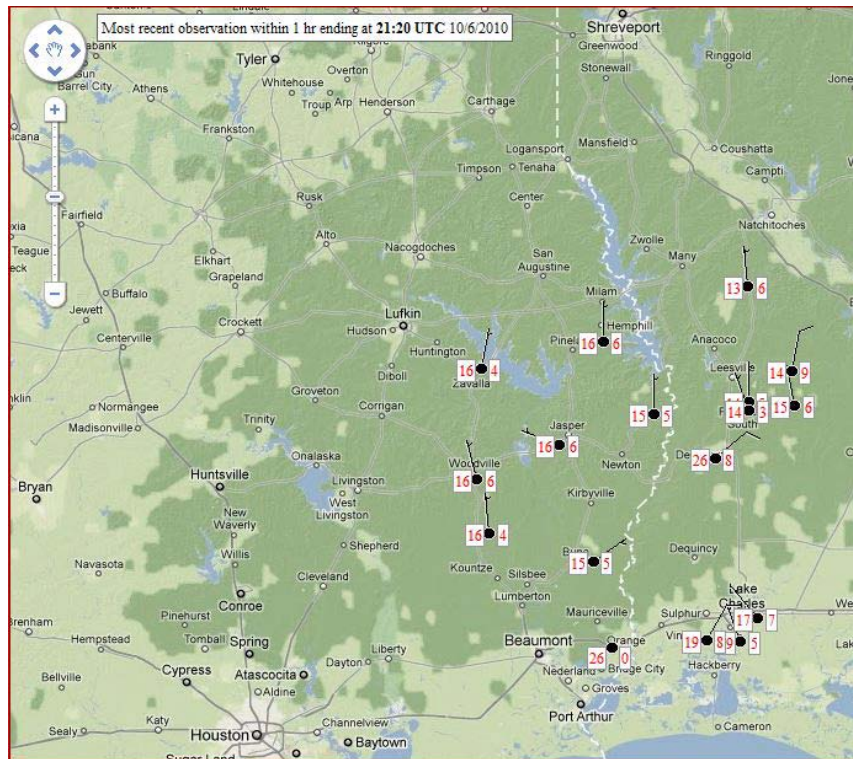 Most recent observation within 1 hr ending at 21:20 UTC 10/6/2010
Shreveport
Greenwood
Ringgold
Tyler
Overton
Stonewall
Gun
Barrel City
Athens
Whitehouse
Troup
Arp
Henderson
Carthage
Frankston
Mansfield
Coushatta
Logansport
Tenaha
Timpson
Campti
Rusk
Center
Natchitoches
Fairfield
Alto
Teague
Nacogdoches
Zwolle
Many
Elkhart
San
Augustine
Grapeland
Buffalo
Milam
13 6
Jewett
Lufkin
Hemphill
Crockett
Hudson
Centerville
Huntington
16 6
Anacoco
Diboll
16 4
Zavalla
Leesville
14 9
Groveton
Normangee
Corrigan
15 5
14 3
15 6
South
Madisonville
Trinity
Jasper
16 6
Onalaska
Woodville
Newton
26 8
Huntsville
Livingston
16 6
Bryan
West
Livingston
Kirbyville
New
Waverly
16 4
Shepherd
Dequincy
Willis
Kountze
15 5
Navasota
Cleveland
Silsbee
Conroe
Lumberton
Lake
Charles
Pinehurst
Mauriceville
Sulphur
17 7
Brenham
Hempstead
Tomball
Spring
Beaumont
Orange
19 8
9 5
Dayton
Liberty
26 0
Bridge City
Bellville
Cypress
Atascocita
Nederland
Hackberry
Aldine
Groves
Port Arthur
Sealy
Katy
Houston
Channelview
Baytown
Cameron